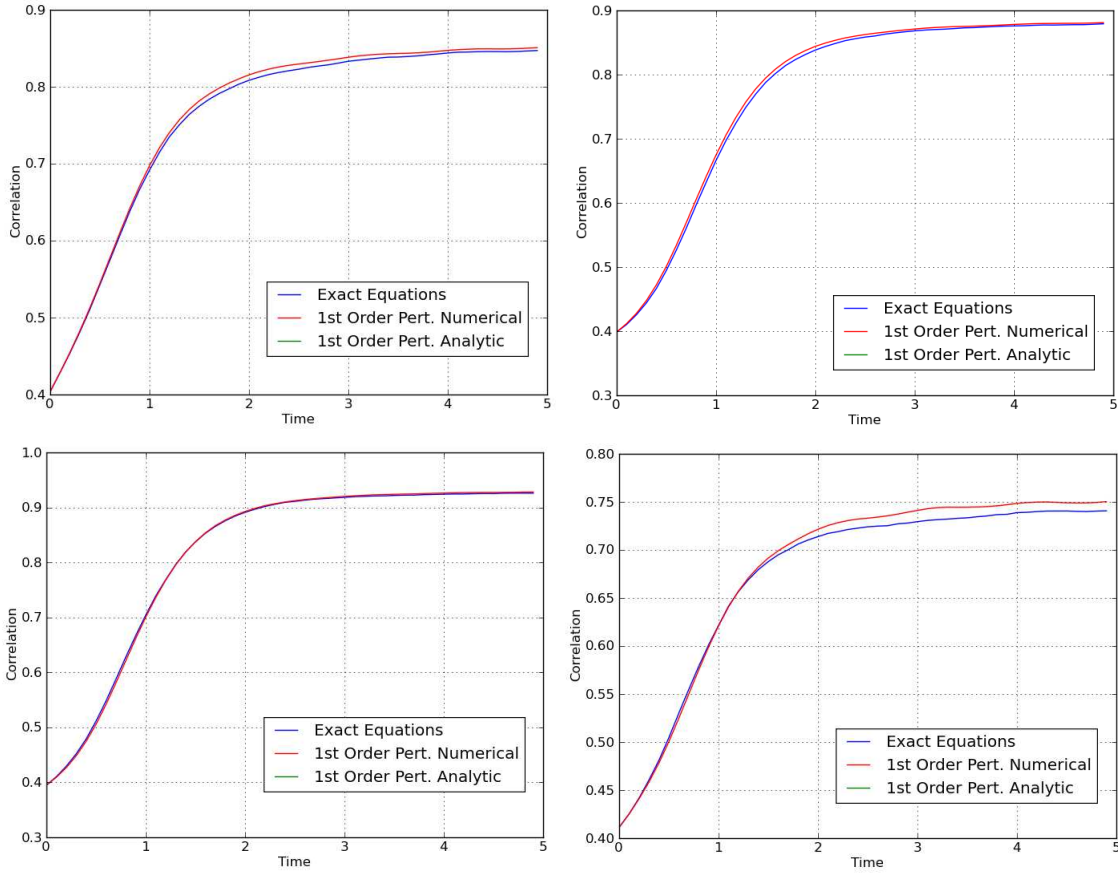 0.9
0.8
0.7
0.6
0.5
0.4
Correlation
0 1 2 3 4 5
Time
Exact Equations
1st Order Pert. Numerical
1st Order Pert. Analytic
0.9
0.8
0.7
0.6
0.5
0.4
0.3
Correlation
0 1 2 3 4 5
Time
Exact Equations
1st Order Pert. Numerical
1st Order Pert. Analytic
1.0
0.9
0.8
0.7
0.6
0.5
0.4
0.3
Correlation
0 1 2 3 4 5
Time
Exact Equations
1st Order Pert. Numerical
1st Order Pert. Analytic
0.80
0.75
0.70
0.65
0.60
0.55
0.50
0.45
0.40
Correlation
0 1 2 3 4 5
Time
Exact Equations
1st Order Pert. Numerical
1st Order Pert. Analytic